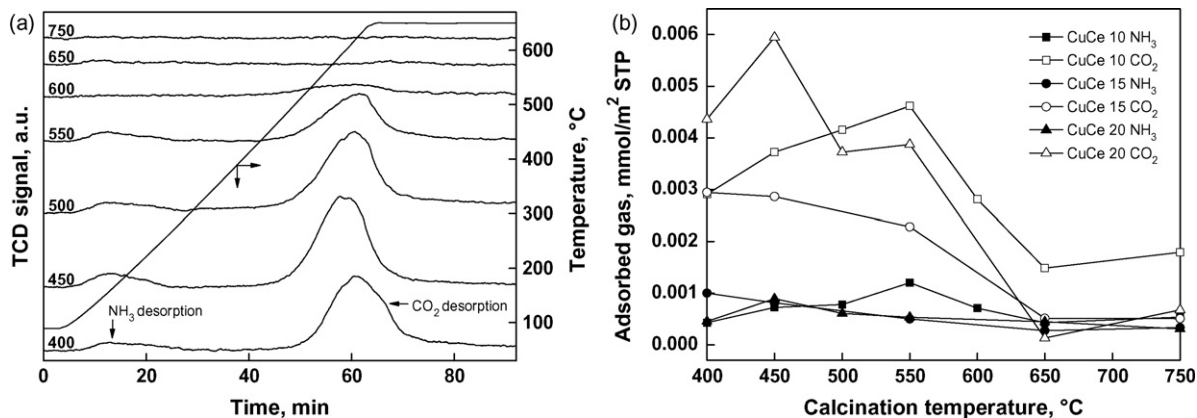 (a)
750
650
600
550
500
450
400
NH₃ desorption
CO₂ desorption
TCD signal, a.u.
600
500
400
300
200
100
Temperature, °C
0
20
40
60
80
Time, min
(b)
0.006
0.005
0.004
0.003
0.002
0.001
0.000
Adsorbed gas, mmol/m² STP
CuCe 10 NH₃
CuCe 10 CO₂
CuCe 15 NH₃
CuCe 15 CO₂
CuCe 20 NH₃
CuCe 20 CO₂
400
450
500
550
600
650
700
750
Calcination temperature, °C